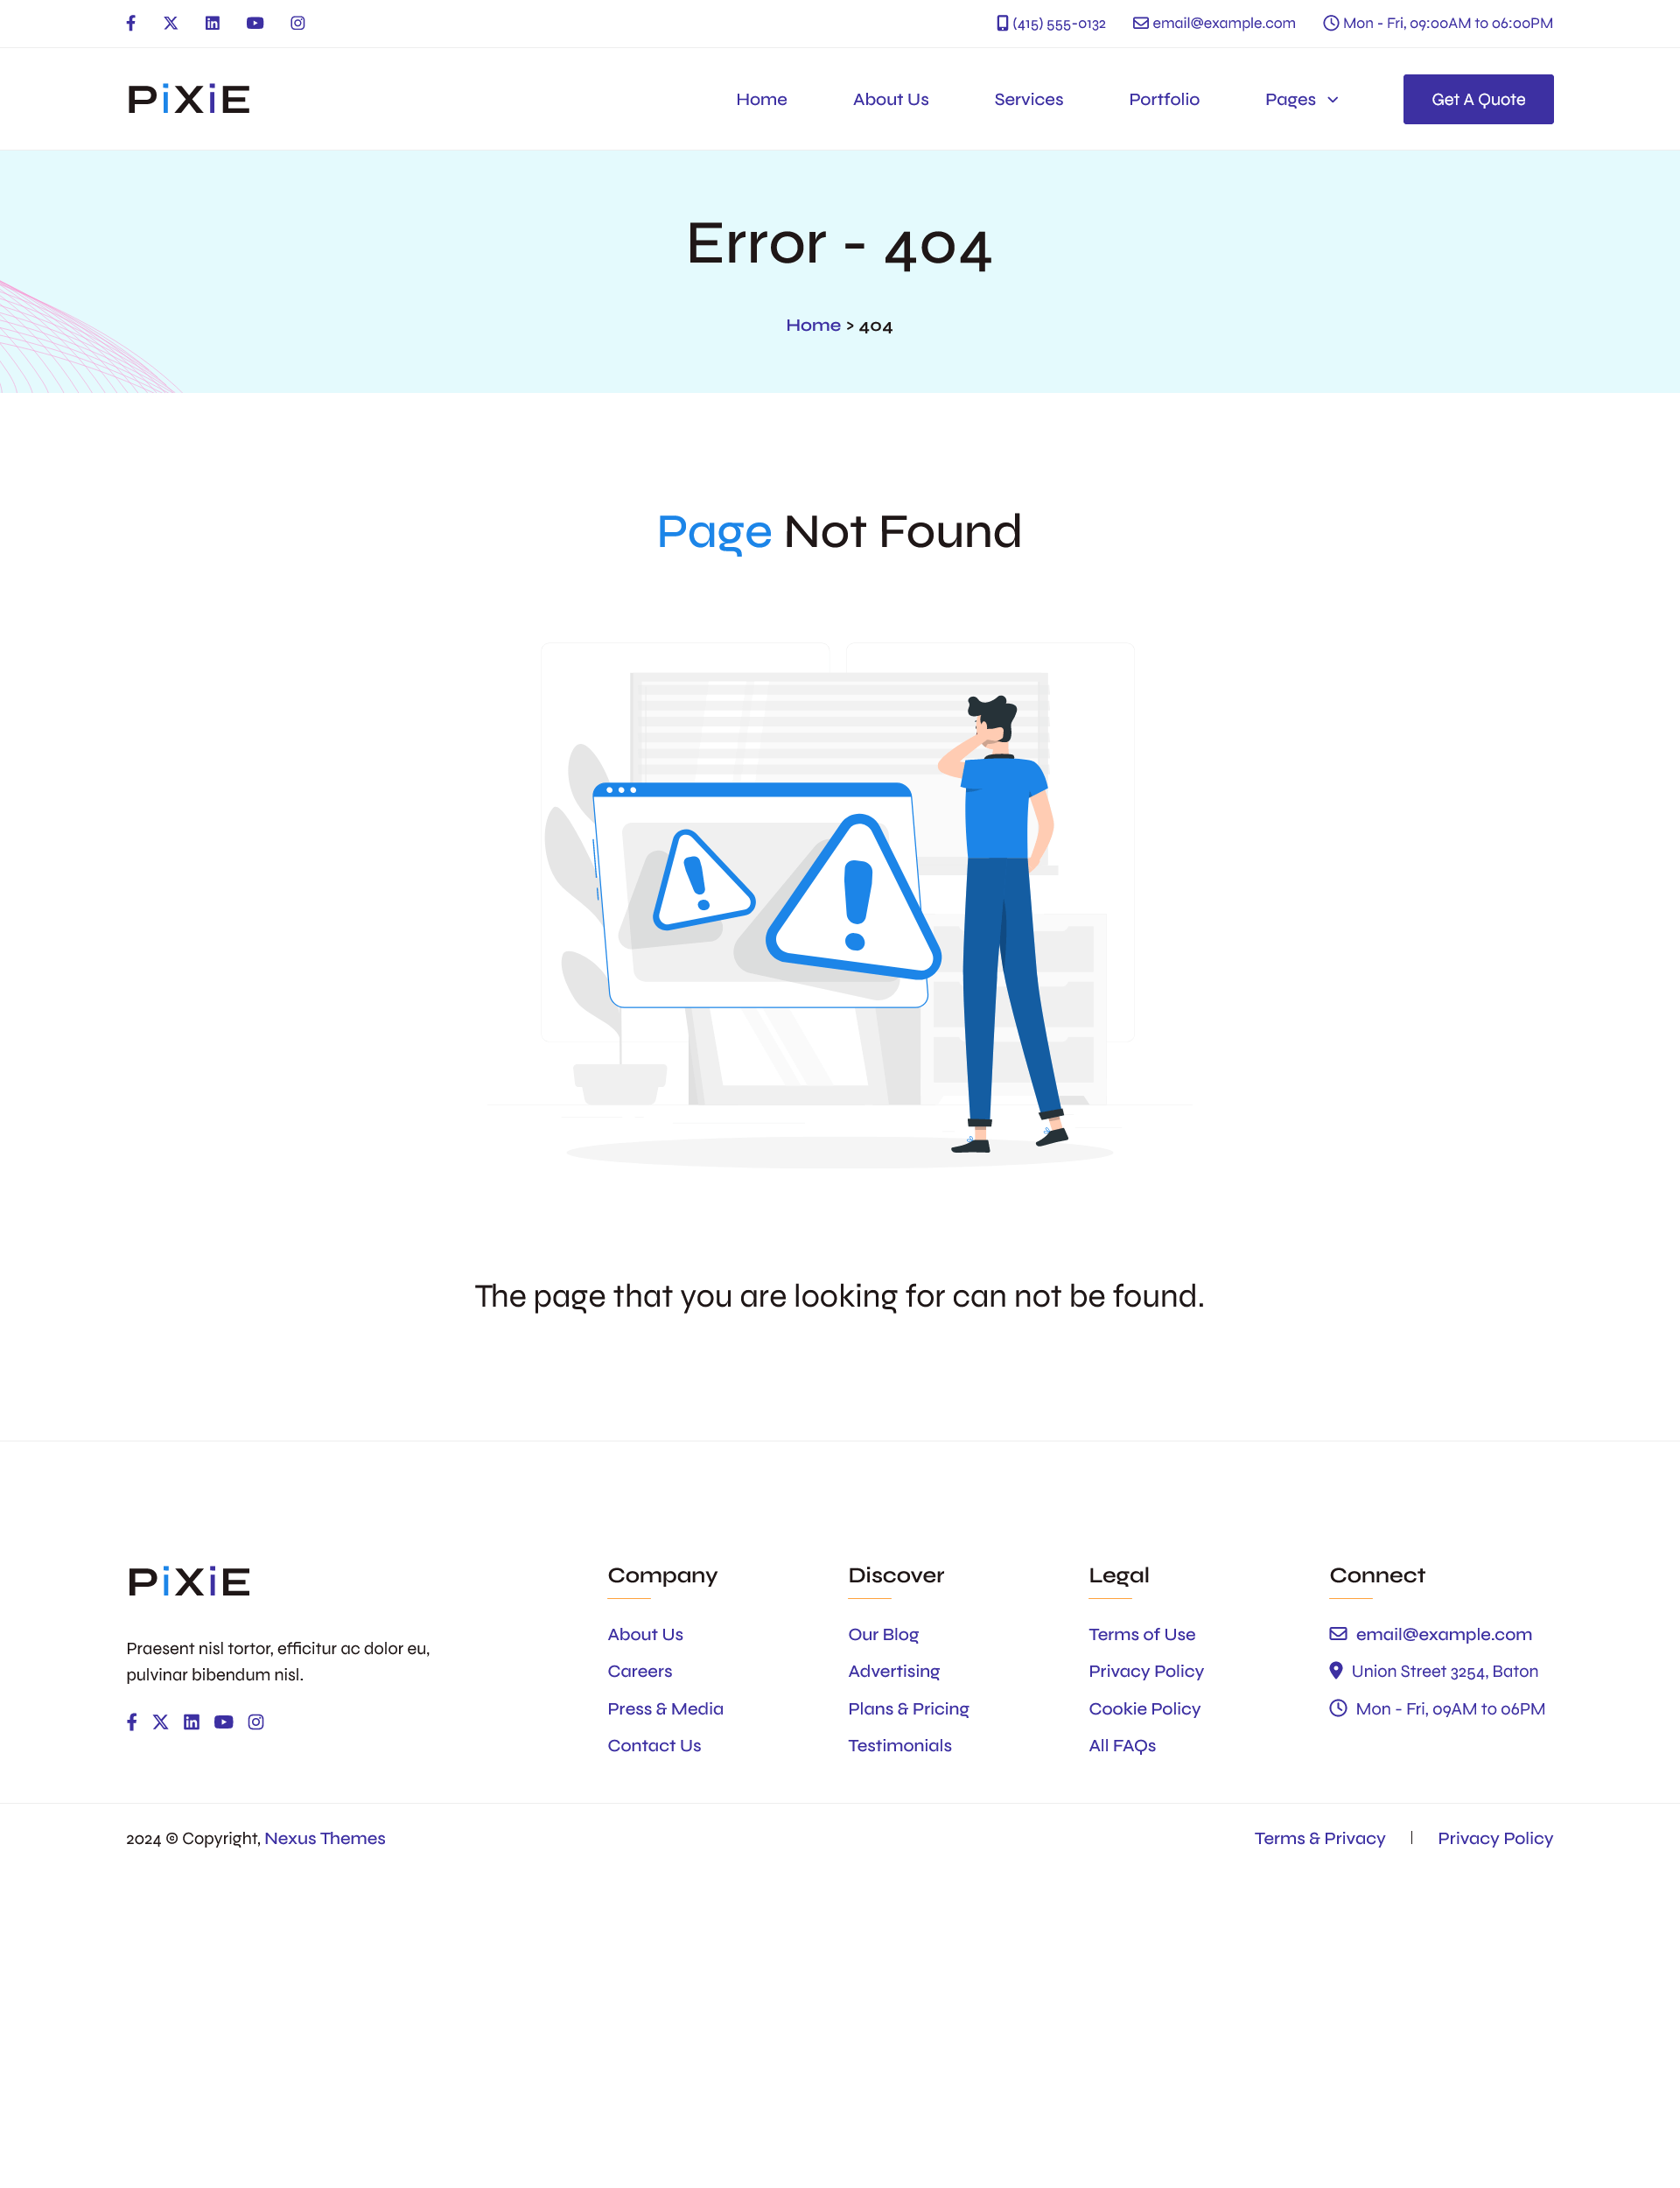 (415) 555-0132 email@example.com Mon - Fri, 09:00AM to 06:00PM
PiXiE Home About Us Services Portfolio Pages Get A Quote
Error - 404
Home > 404
Page Not Found
The page that you are looking for can not be found.
PiXiE
Praesent nisl tortor, efficitur ac dolor eu,
pulvinar bibendum nisl.
Company
About Us
Careers
Press & Media
Contact Us
Discover
Our Blog
Advertising
Plans & Pricing
Testimonials
Legal
Terms of Use
Privacy Policy
Cookie Policy
All FAQs
Connect
email@example.com
Union Street 3254, Baton
Mon - Fri, 09AM to 06PM
2024 © Copyright, Nexus Themes
Terms & Privacy | Privacy Policy